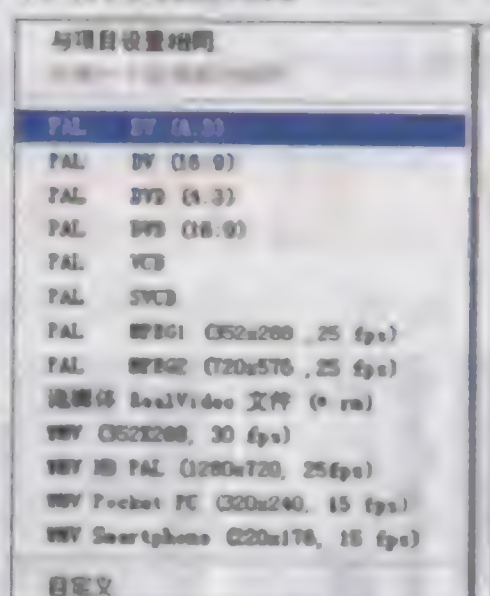 与项目设置相同
PAL DV (4:3)
PAL DV (16:9)
PAL DVD (4:3)
PAL DVD (16:9)
PAL VCD
PAL SVCD
PAL MPEG1 (352x288, 25 fps)
PAL MPEG2 (720x576, 25 fps)
流媒体 RealVideo 文件 (*.rm)
WMV (352X288, 30 fps)
WMV HD PAL (1280x720, 25fps)
WMV Pocket PC (320x240, 15 fps)
WMV Smartphone (220x176, 15 fps)
自定义